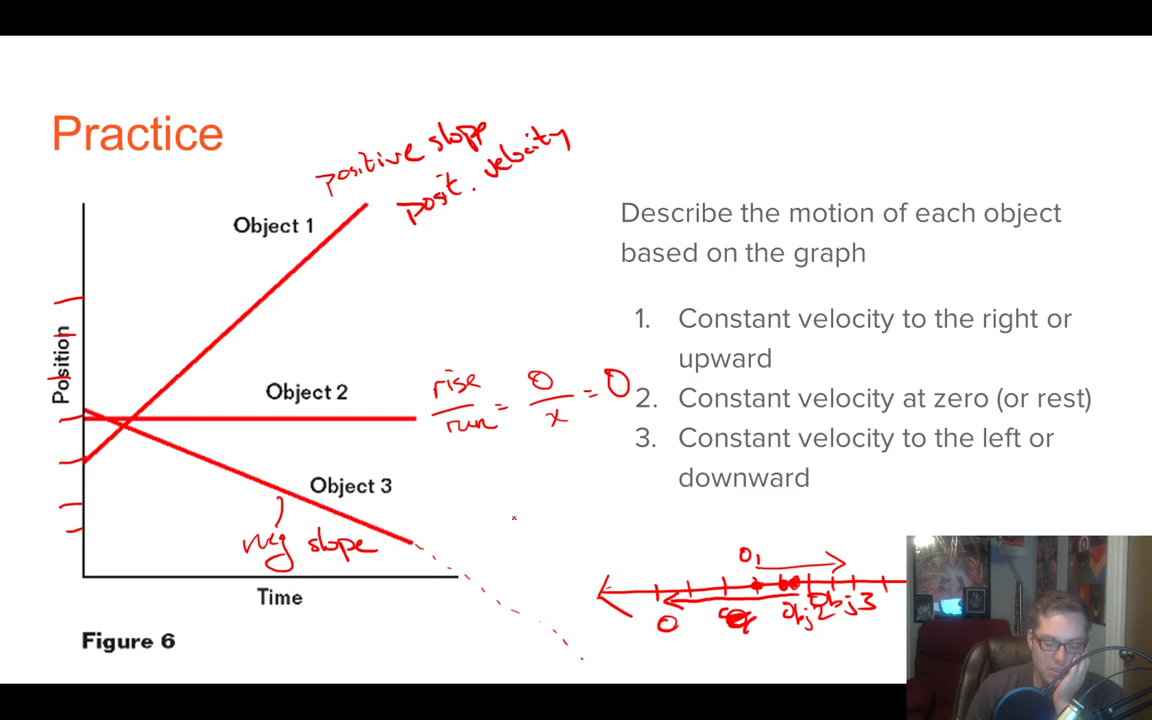 Practice
positive slope
posit. velocity
Object 1
Describe the motion of each object
based on the graph
Position
1. Constant velocity to the right or
upward
Object 2
rise
run
= 0
x
= 0
2. Constant velocity at zero (or rest)
3. Constant velocity to the left or
downward
Object 3
neg slope
Time
Figure 6
O1
0
Obj2
Obj3